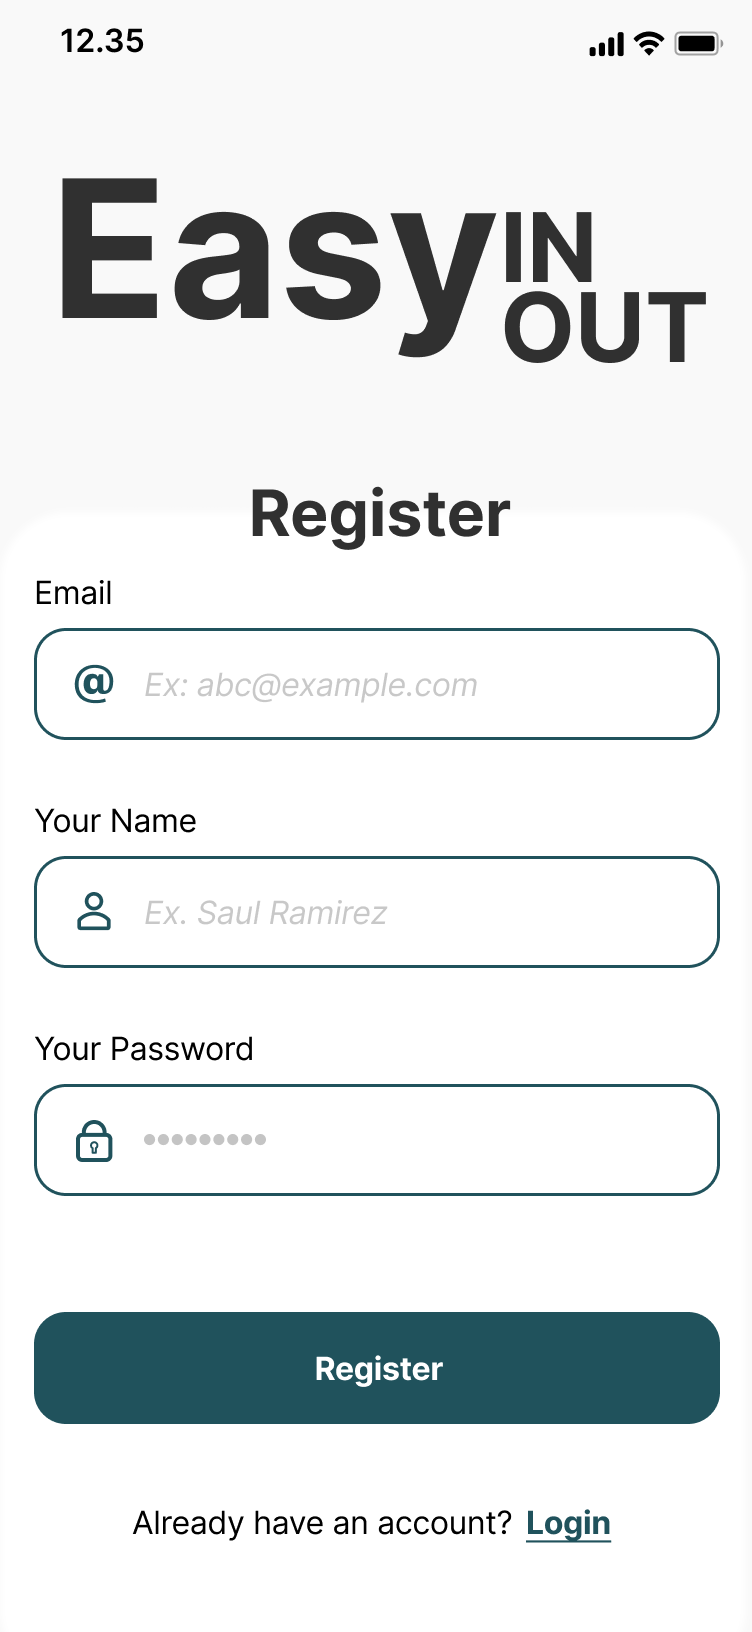 12.35
Easy IN
OUT
Register
Email
@ Ex: abc@example.com
Your Name
Ex. Saul Ramirez
Your Password
•••••••••
Register
Already have an account? Login